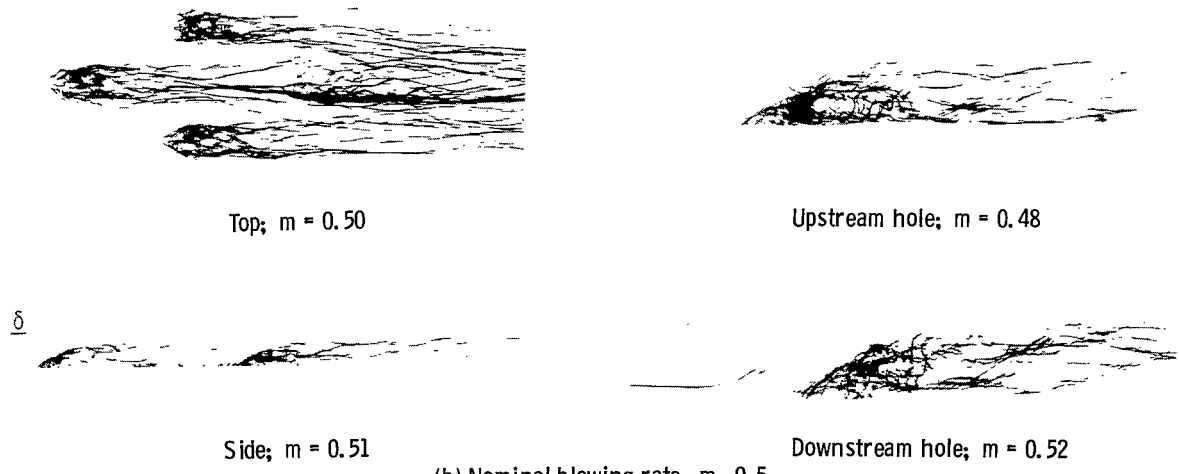 Top; m = 0.50
Upstream hole; m = 0.48
δ
Side; m = 0.51
Downstream hole; m = 0.52
(b) Nominal blowing rate, m = 0.5